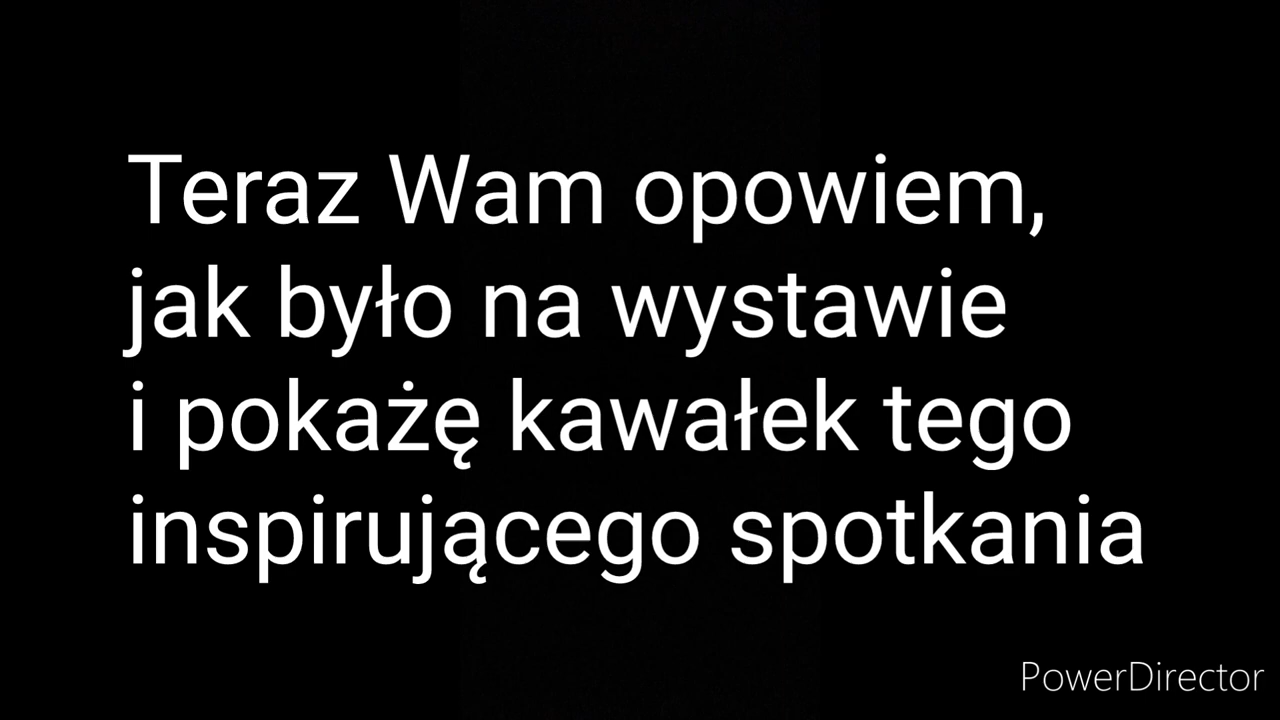 Teraz Wam opowiem,
jak było na wystawie
i pokażę kawałek tego
inspirującego spotkania
PowerDirector